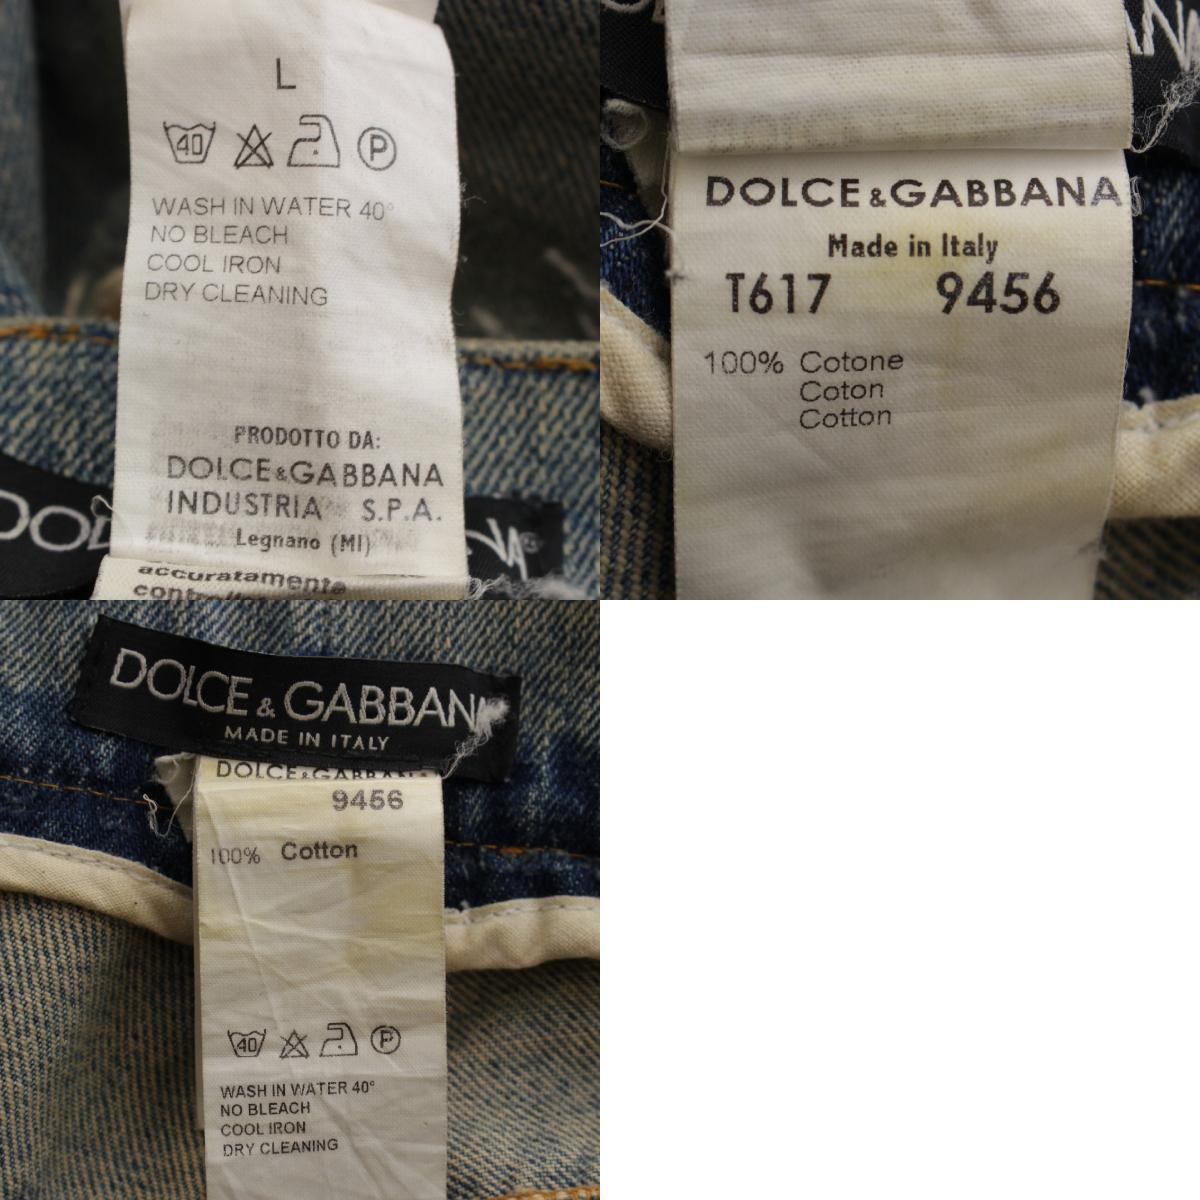 L
40
P
WASH IN WATER 40°
NO BLEACH
COOL IRON
DRY CLEANING
PRODOTTO DA:
DOLCE&GABBANA
INDUSTRIA S.P.A.
Legnano (MI)
accuratamente
DOLCE&GABBANA
Made in Italy
T617 9456
100% Cotone
Coton
Cotton
DOLCE & GABBANA
MADE IN ITALY
DOLCE&GABBANA
9456
100% Cotton
40
P
WASH IN WATER 40°
NO BLEACH
COOL IRON
DRY CLEANING